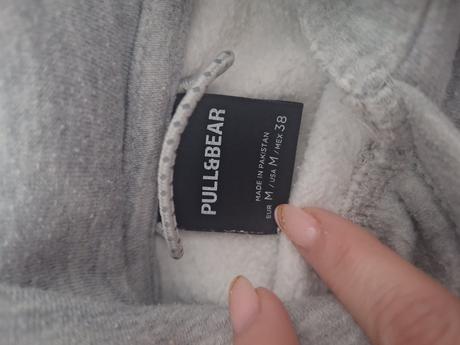 PULL&BEAR
MADE IN PAKISTAN
EUR M / USA M / MEX 38